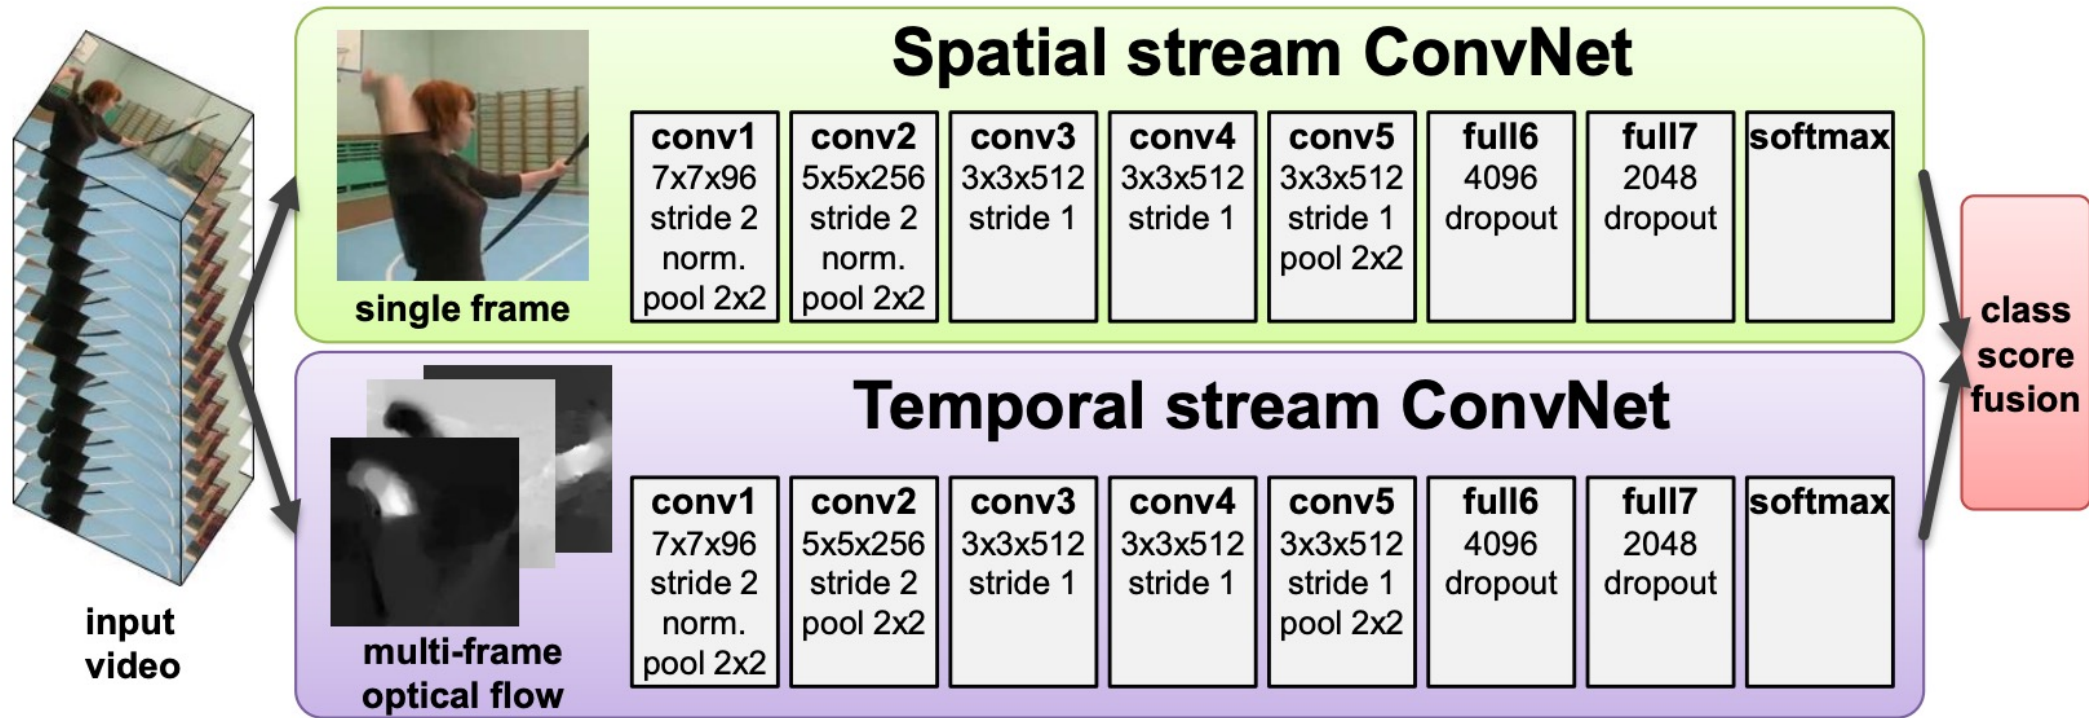 input
video
Spatial stream ConvNet
single frame
conv1
7x7x96
stride 2
norm.
pool 2x2
conv2
5x5x256
stride 2
norm.
pool 2x2
conv3
3x3x512
stride 1
conv4
3x3x512
stride 1
conv5
3x3x512
stride 1
pool 2x2
full6
4096
dropout
full7
2048
dropout
softmax
Temporal stream ConvNet
multi-frame
optical flow
conv1
7x7x96
stride 2
norm.
pool 2x2
conv2
5x5x256
stride 2
pool 2x2
conv3
3x3x512
stride 1
conv4
3x3x512
stride 1
conv5
3x3x512
stride 1
pool 2x2
full6
4096
dropout
full7
2048
dropout
softmax
class
score
fusion